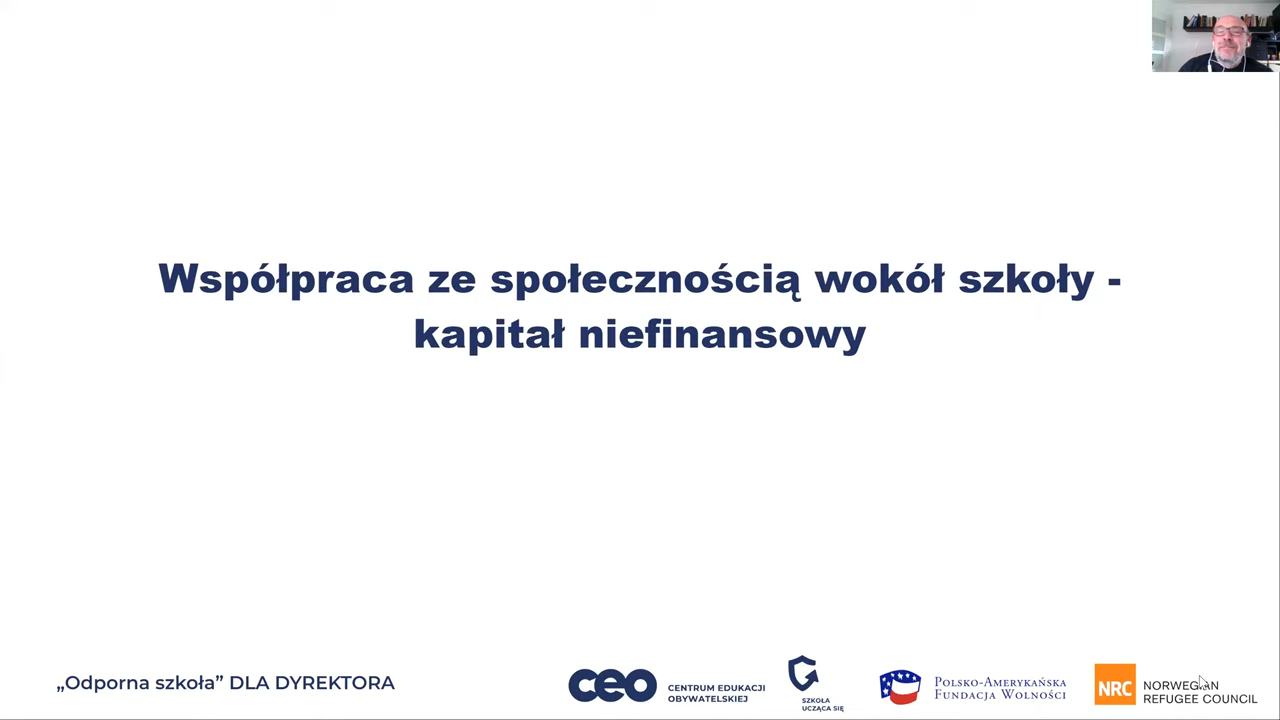 Współpraca ze społecznością wokół szkoły -
kapitał niefinansowy
„Odporna szkoła” DLA DYREKTORA
ceo
CENTRUM EDUKACJI
OBYWATELSKIEJ
SZKOŁA
UCZĄCA SIĘ
POLSKO-AMERYKAŃSKA
FUNDACJA WOLNOŚCI
NRC
NORWEGIAN
REFUGEE COUNCIL